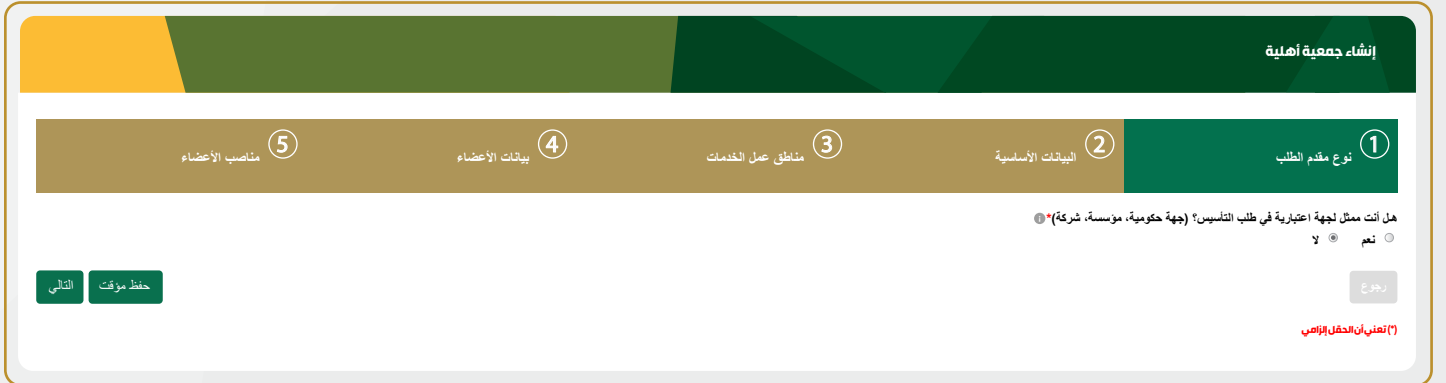 إنشاء جمعية أهلية
1 نوع مقدم الطلب
2 البيانات الأساسية
3 مناطق عمل الخدمات
4 بيانات الأعضاء
5 مناصب الأعضاء
هل أنت ممثل لجهة اعتبارية في طلب التأسيس؟ (جهة حكومية، مؤسسة، شركة)*
نعم لا
رجوع حفظ مؤقت التالي
(*) تعني أن الحقل إلزامي